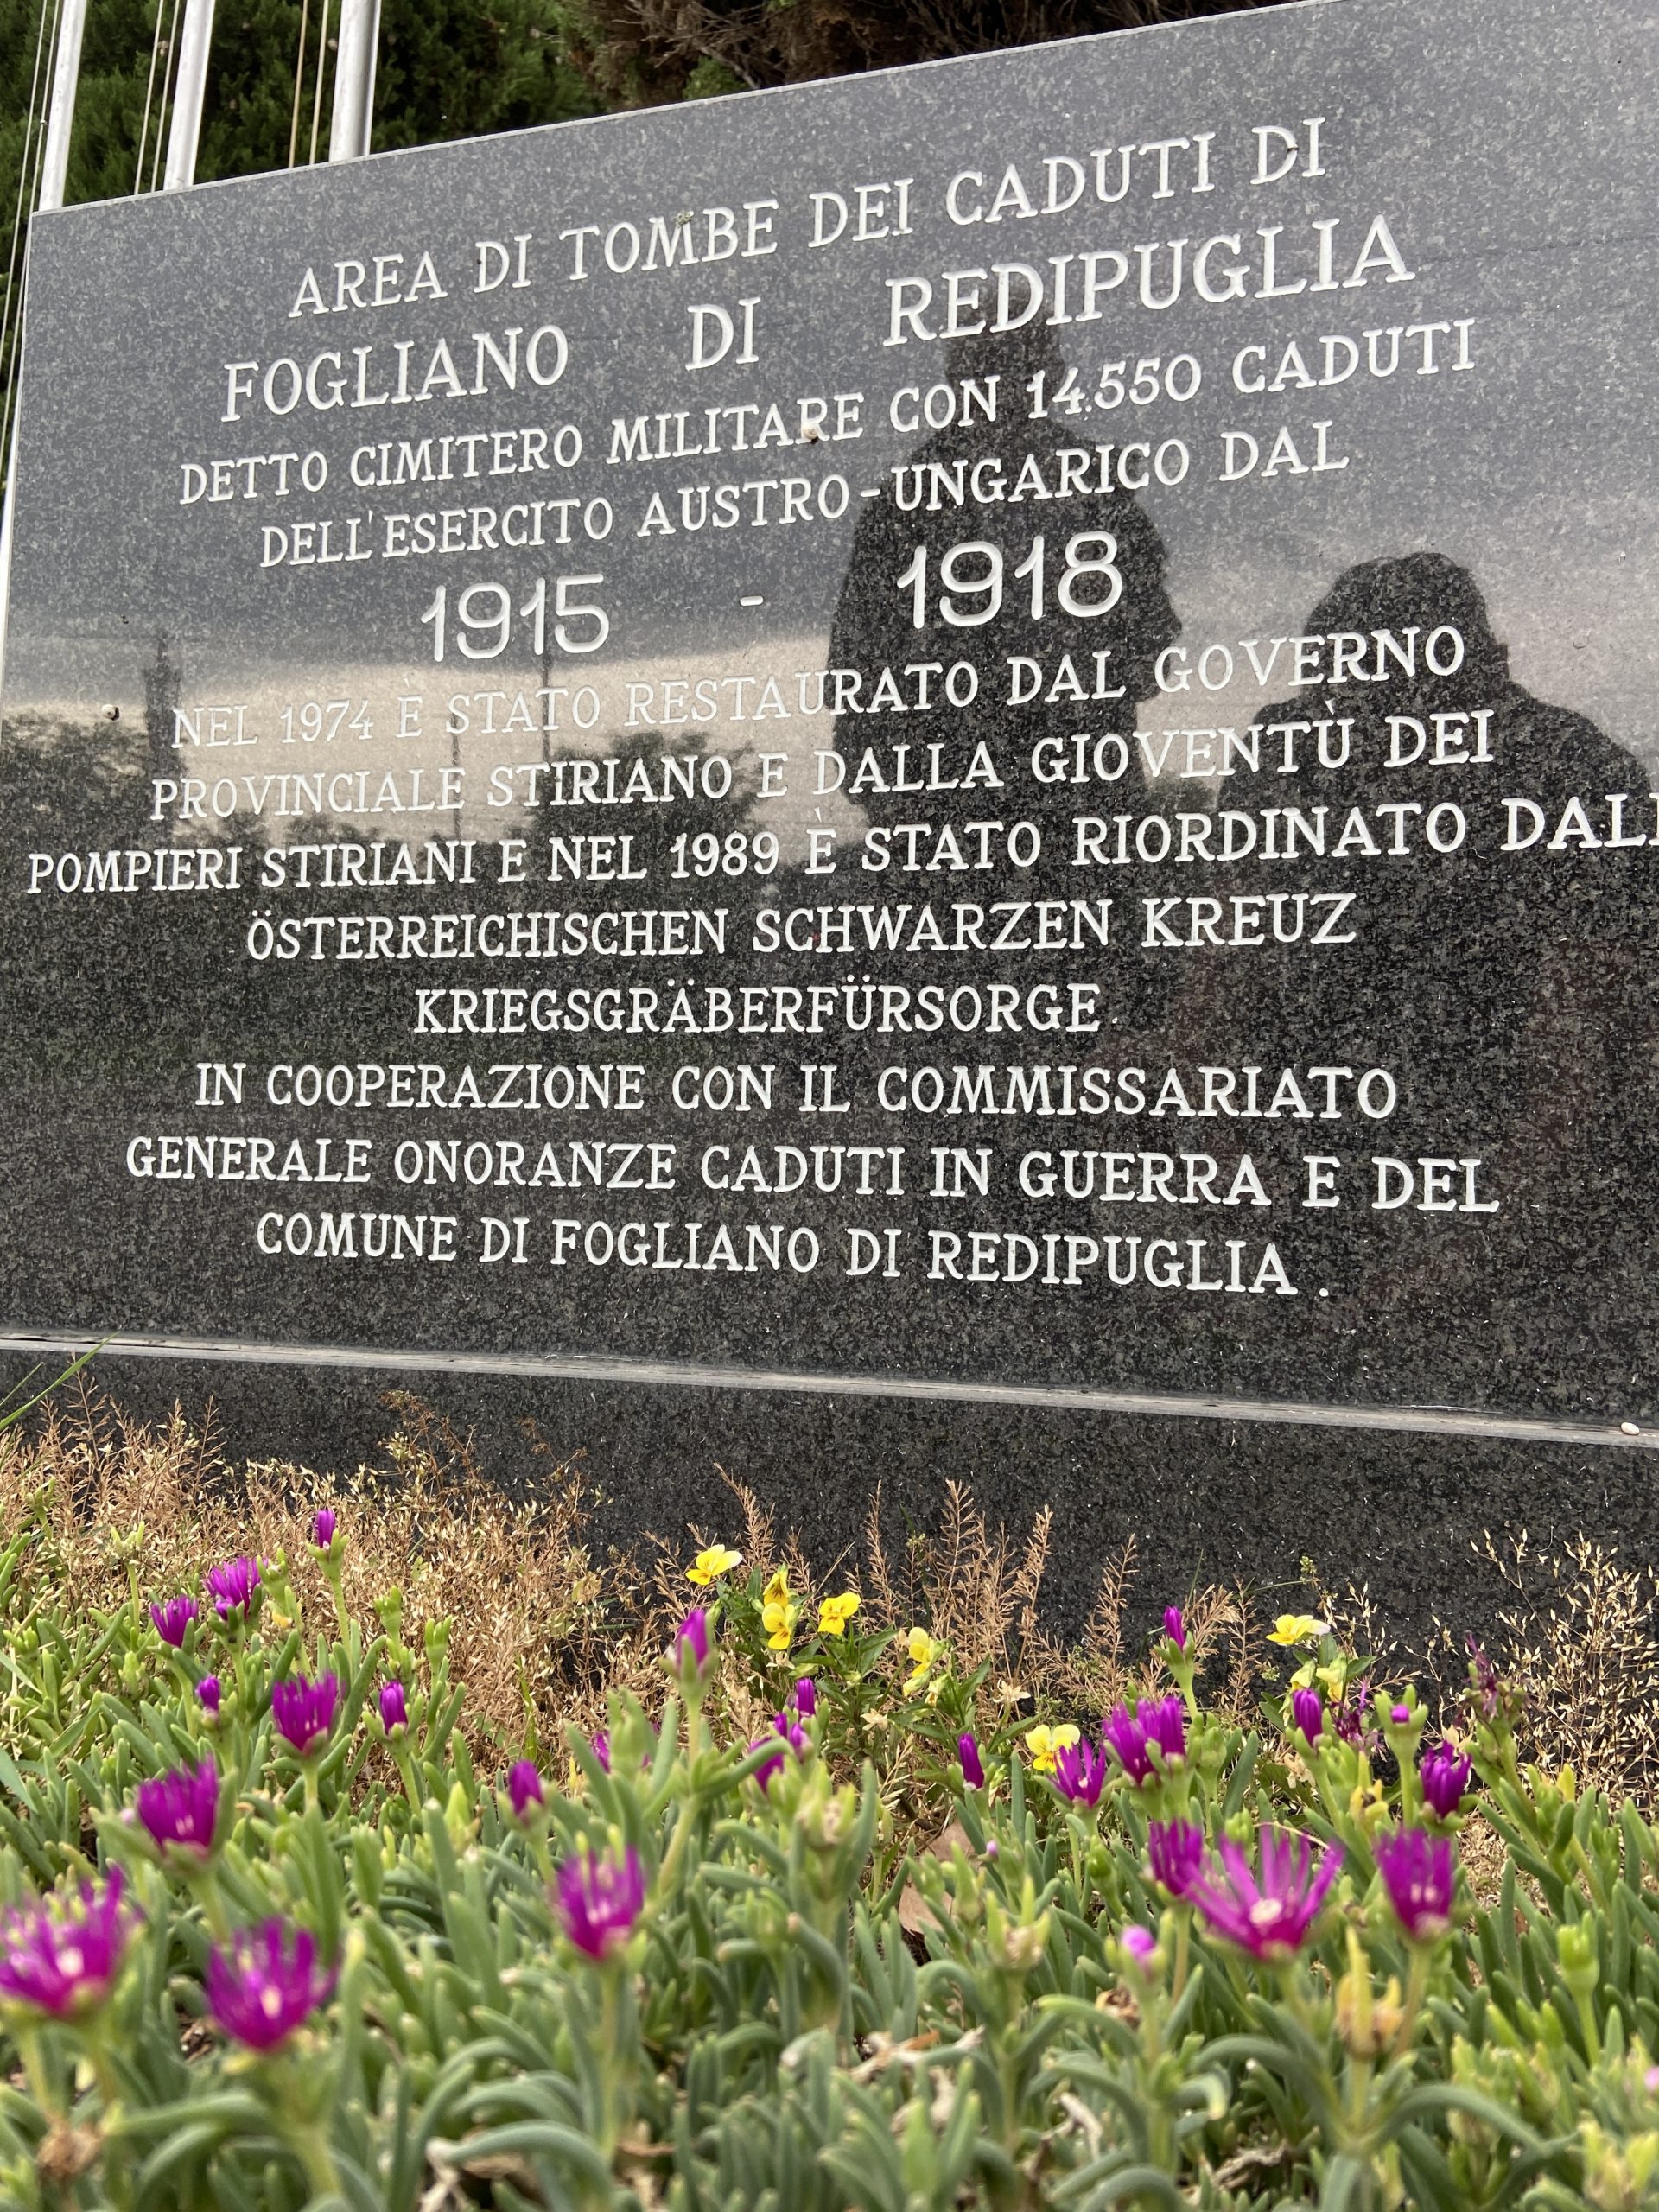 AREA DI TOMBE DEI CADUTI DI
FOGLIANO DI REDIPUGLIA
DETTO CIMITERO MILITARE CON 14.550 CADUTI
DELL'ESERCITO AUSTRO-UNGARICO DAL
1915 - 1918
NEL 1974 È STATO RESTAURATO DAL GOVERNO
PROVINCIALE STIRIANO E DALLA GIOVENTÙ DEI
POMPIERI STIRIANI E NEL 1989 È STATO RIORDINATO
ÖSTERREICHISCHEN SCHWARZEN KREUZ
KRIEGSGRÄBERFÜRSORGE
IN COOPERAZIONE CON IL COMMISSARIATO
GENERALE ONORANZE CADUTI IN GUERRA E DEL
COMUNE DI FOGLIANO DI REDIPUGLIA.